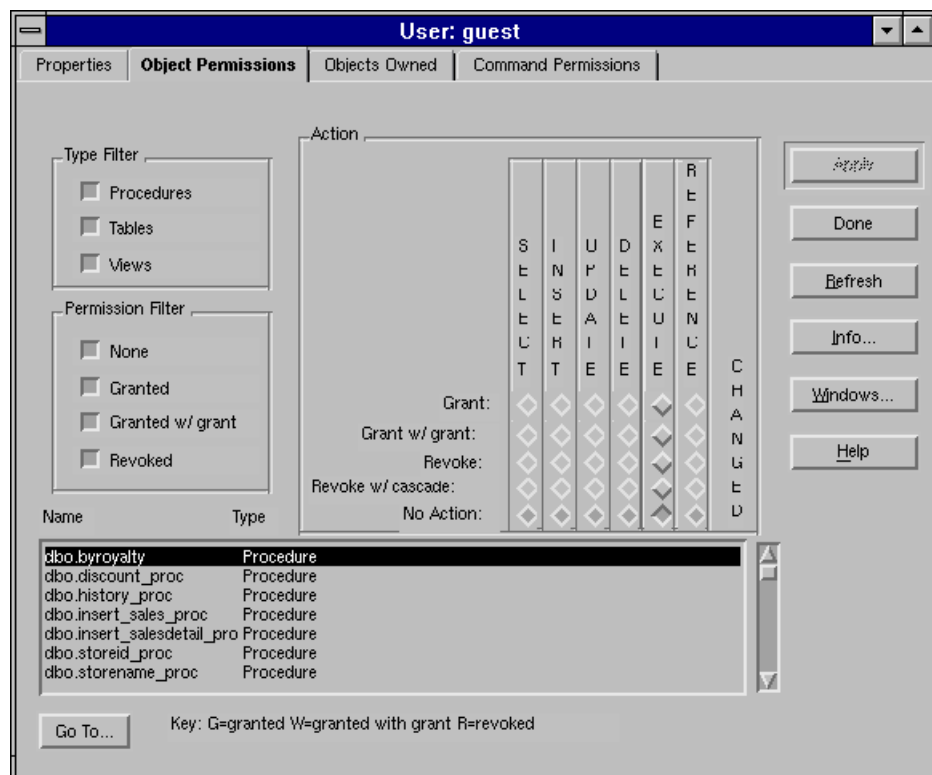 User: guest
Properties
Object Permissions
Objects Owned
Command Permissions
Type Filter
Procedures
Tables
Views
Permission Filter
None
Granted
Granted w/ grant
Revoked
Action
SELECT
INSERT
UPDATE
DELETE
EXECUTE
REFERENCE
CHANGED
Grant:
Grant w/ grant:
Revoke:
Revoke w/ cascade:
No Action:
Apply
Done
Refresh
Info...
Windows...
Help
Name Type
dbo.byroyalty Procedure
dbo.discount_proc Procedure
dbo.history_proc Procedure
dbo.insert_sales_proc Procedure
dbo.insert_salesdetail_pro Procedure
dbo.storeid_proc Procedure
dbo.storename_proc Procedure
Go To...
Key: G=granted W=granted with grant R=revoked